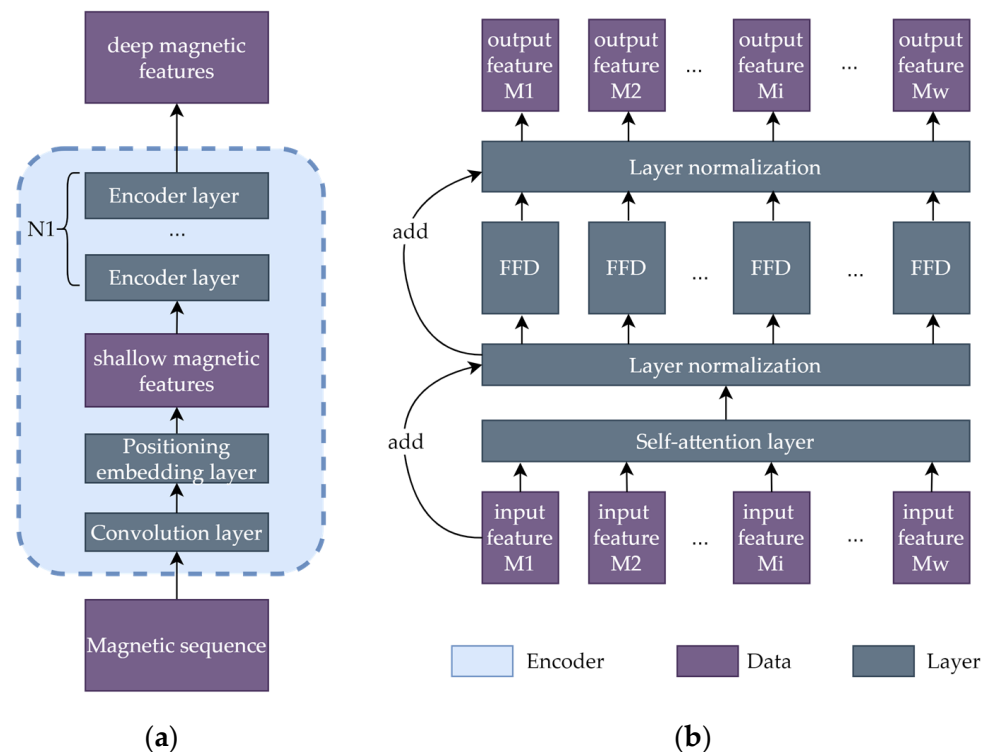 deep magnetic
features
Encoder layer
...
N1
Encoder layer
shallow magnetic
features
Positioning
embedding layer
Convolution layer
Magnetic sequence
(a)
output
feature
M1
output
feature
M2
...
output
feature
Mi
...
output
feature
Mw
Layer normalization
add
FFD
FFD
...
FFD
...
FFD
Layer normalization
add
Self-attention layer
input
feature
M1
input
feature
M2
...
input
feature
Mi
...
input
feature
Mw
Encoder
Data
Layer
(b)